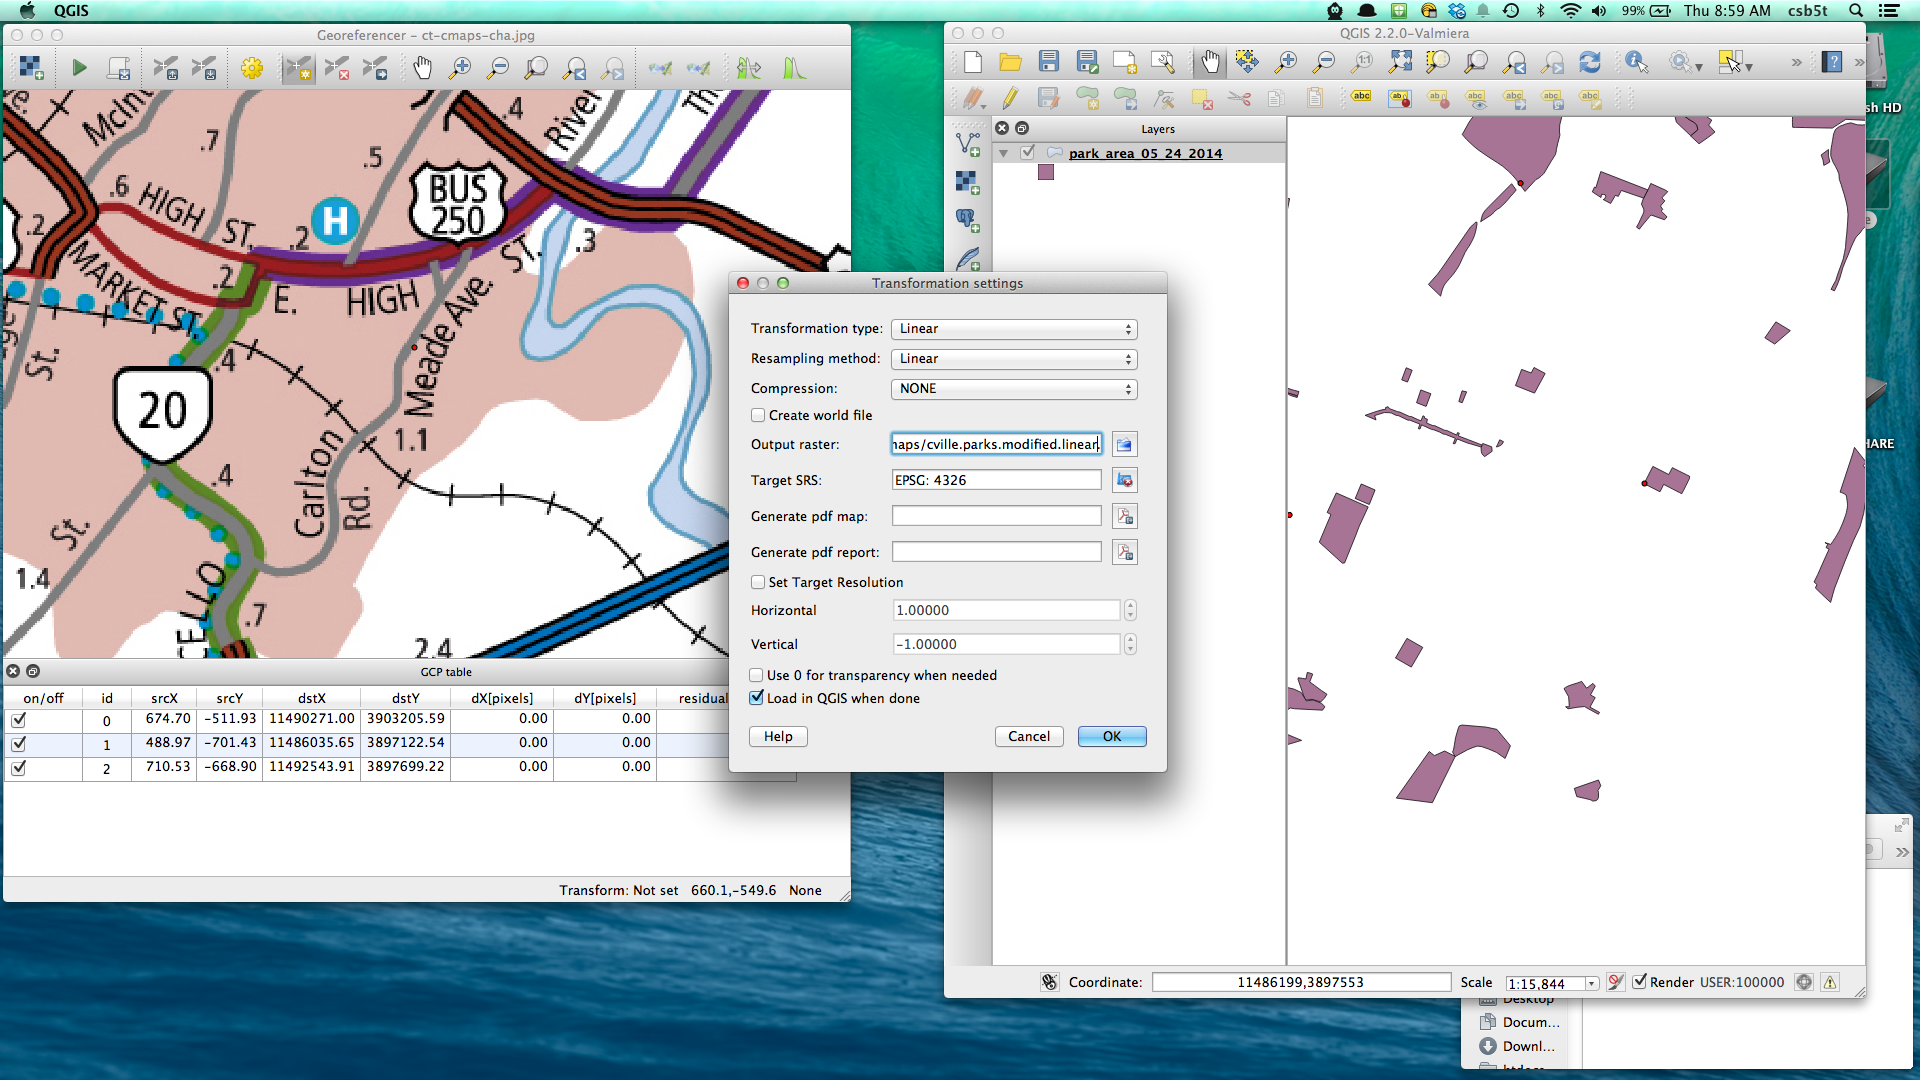 QGIS
99%
Thu 8:59 AM
csb5t
Georeferencer - ct-cmaps-cha.jpg
McInt
.7
.5
.4
River
Th
.6
HIGH ST.
.2
H
BUS
250
ST.
.3
.2
MARKET ST.
.2
E. HIGH
St.
20
.4
Meade Ave.
1.1
Carlton Rd.
.4
St.
1.4
CELLO
.7
2.4
GCP table
on/off id srcX srcY dstX dstY dX[pixels] dY[pixels] residual
0 674.70 -511.93 11490271.00 3903205.59 0.00 0.00
1 488.97 -701.43 11486035.65 3897122.54 0.00 0.00
2 710.53 -668.90 11492543.91 3897699.22 0.00 0.00
Transform: Not set 660.1,-549.6 None
Transformation settings
Transformation type: Linear
Resampling method: Linear
Compression: NONE
Create world file
Output raster: naps/cville.parks.modified.linear
Target SRS: EPSG: 4326
Generate pdf map:
Generate pdf report:
Set Target Resolution
Horizontal 1.00000
Vertical -1.00000
Use 0 for transparency when needed
Load in QGIS when done
Help
Cancel
OK
QGIS 2.2.0-Valmiera
abc
Layers
park_area_05_24_2014
Coordinate: 11486199,3897553
Scale 1:15,844
Render
USER:100000
sh HD
HARE
Desktop
Docum...
Downl...